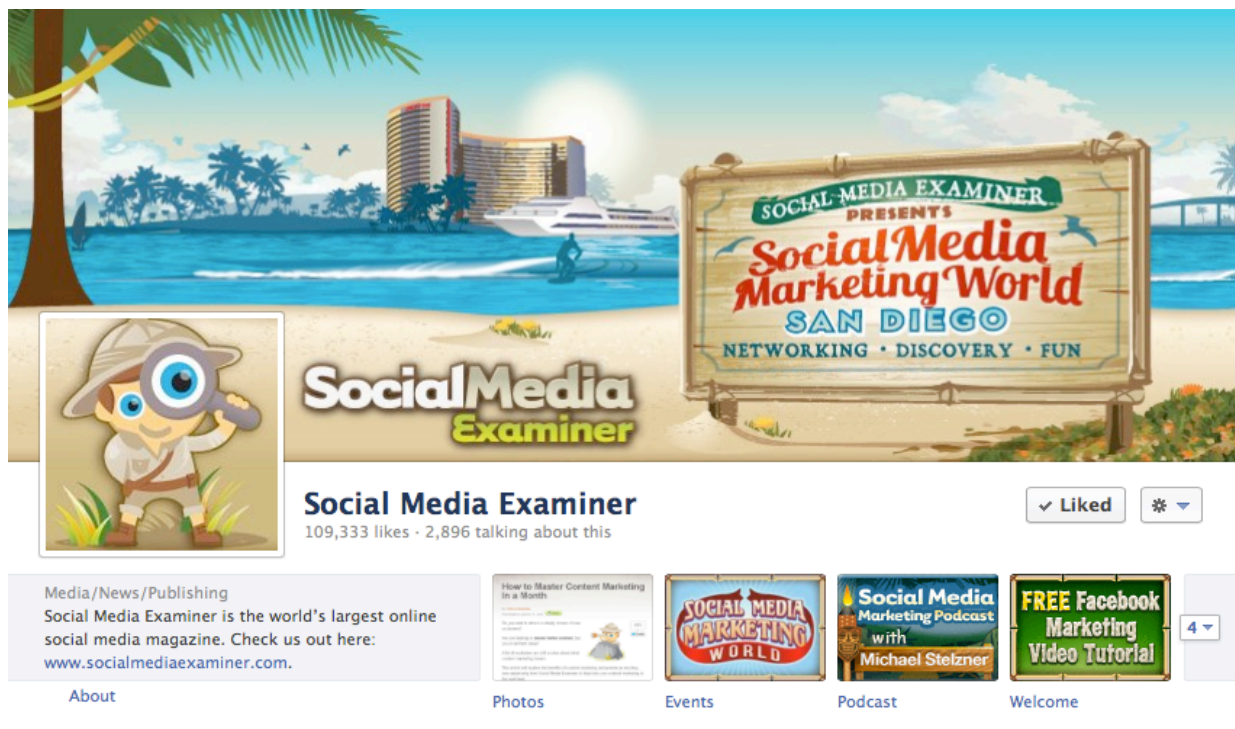 SOCIAL MEDIA EXAMINER
PRESENTS
Social Media
Marketing World
SAN DIEGO
NETWORKING • DISCOVERY • FUN
SocialMedia
Examiner
Social Media Examiner
109,333 likes · 2,896 talking about this
✓ Liked
Media/News/Publishing
Social Media Examiner is the world's largest online
social media magazine. Check us out here:
www.socialmediaexaminer.com.
About
How to Master Content Marketing
in a Month
Photos
SOCIAL MEDIA
MARKETING
WORLD
Events
Social Media
Marketing Podcast
with
Michael Stelzner
Podcast
FREE Facebook
Marketing
Video Tutorial
Welcome
4